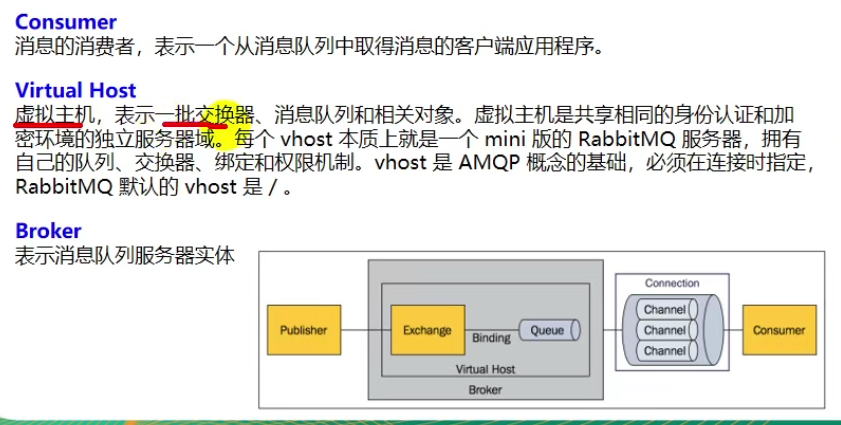 Consumer
消息的消费者，表示一个从消息队列中取得消息的客户端应用程序。
Virtual Host
虚拟主机，表示一批交换器、消息队列和相关对象。虚拟主机是共享相同的身份认证和加
密环境的独立服务器域。每个 vhost 本质上就是一个 mini 版的 RabbitMQ 服务器，拥有
自己的队列、交换器、绑定和权限机制。vhost 是 AMQP 概念的基础，必须在连接时指定，
RabbitMQ 默认的 vhost 是 / 。
Broker
表示消息队列服务器实体
Publisher
Exchange
Binding
Queue
Virtual Host
Broker
Connection
Channel
Channel
Channel
Consumer